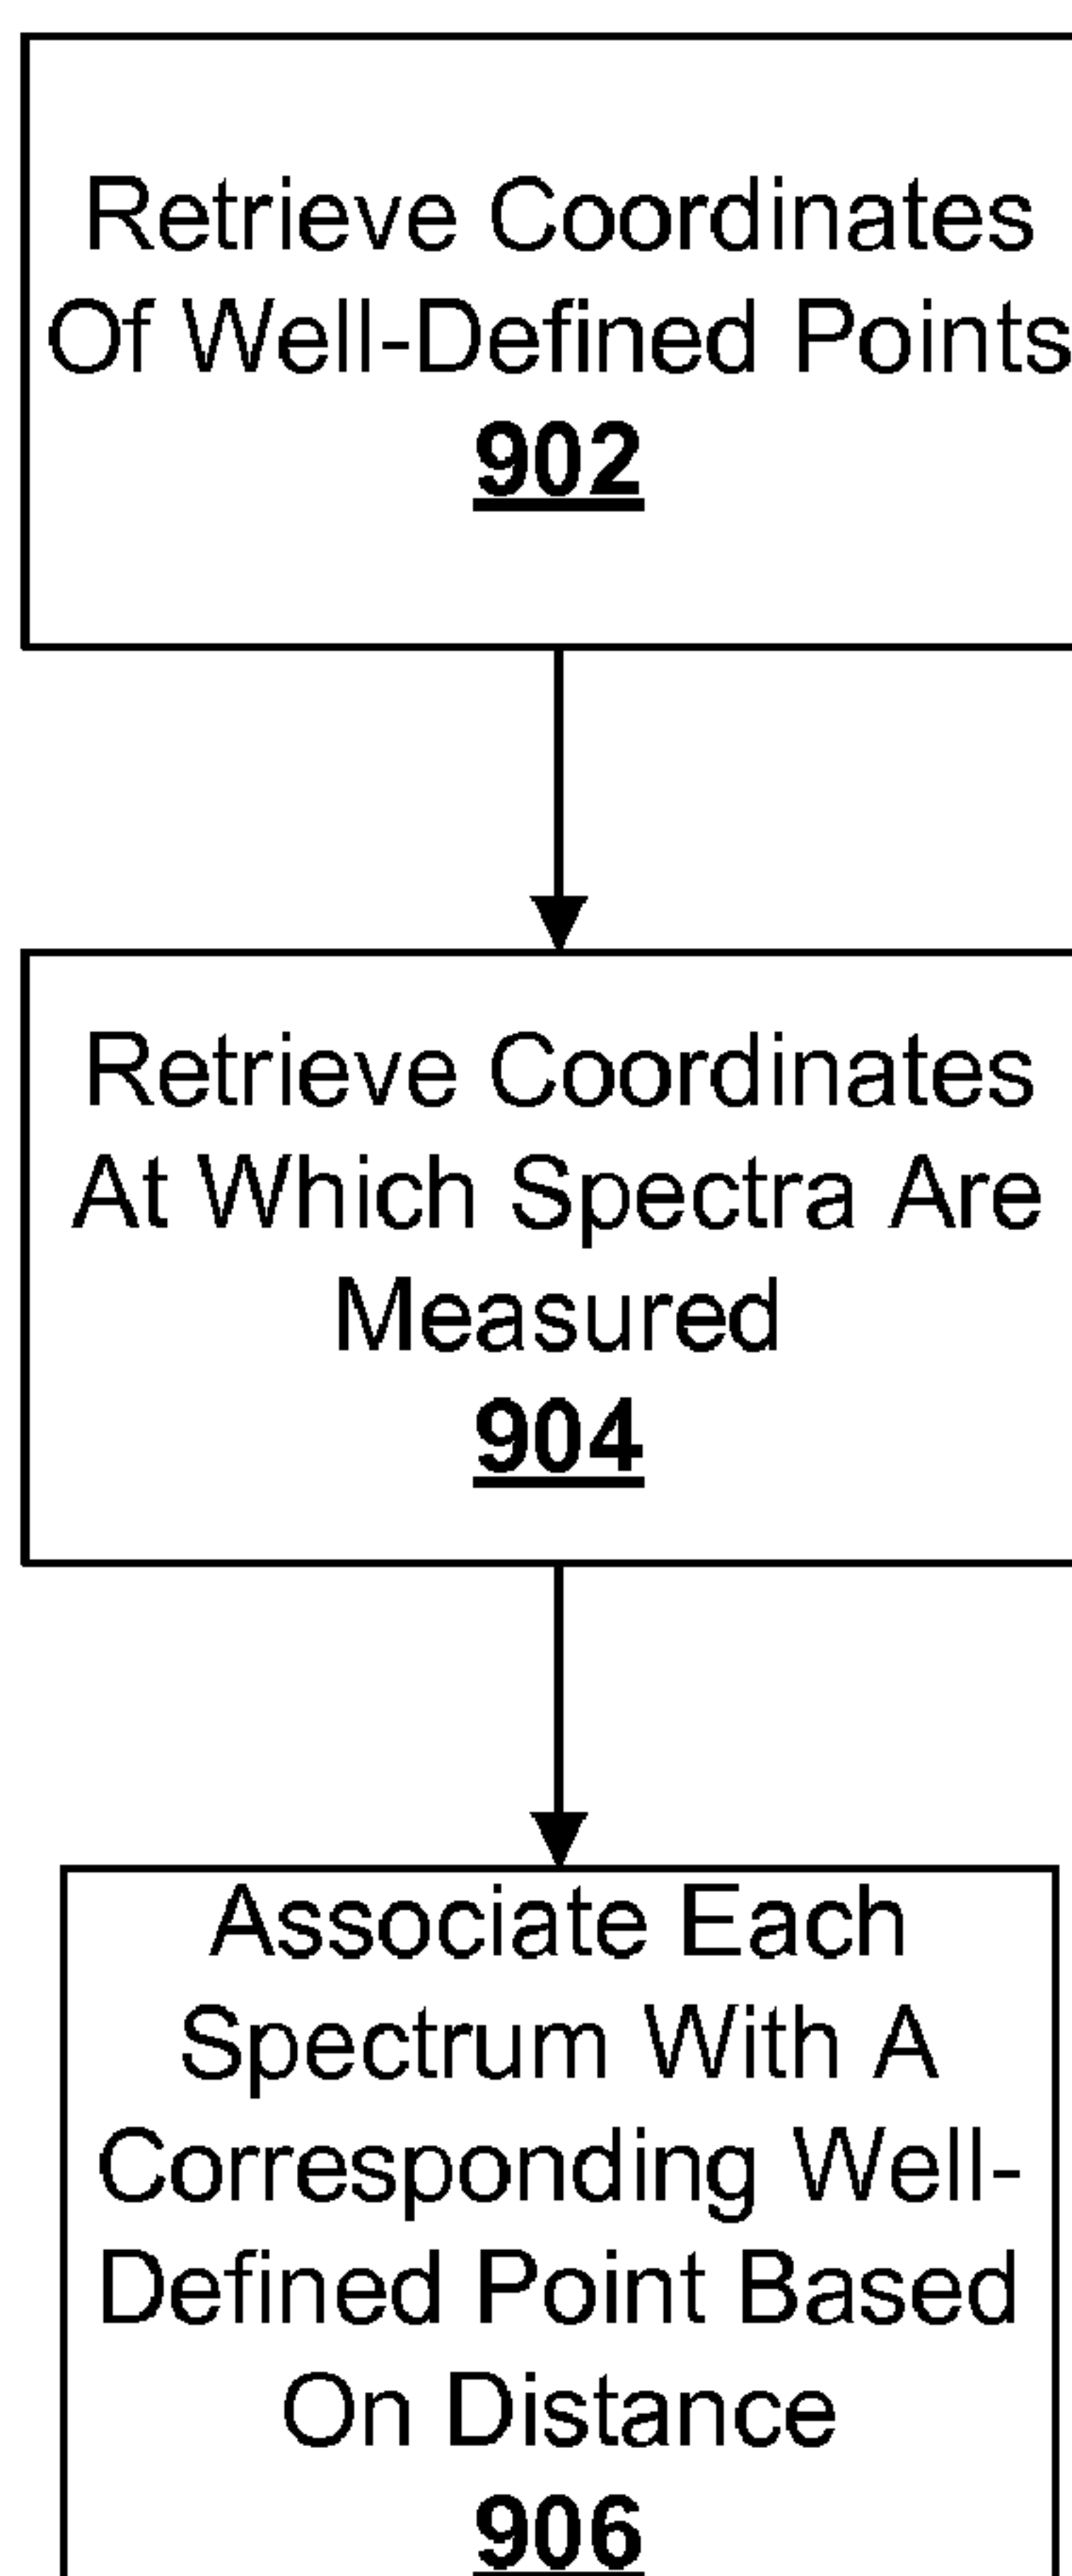 Retrieve Coordinates
Of Well-Defined Points
902
Retrieve Coordinates
At Which Spectra Are
Measured
904
Associate Each
Spectrum With A
Corresponding Well-
Defined Point Based
On Distance
906